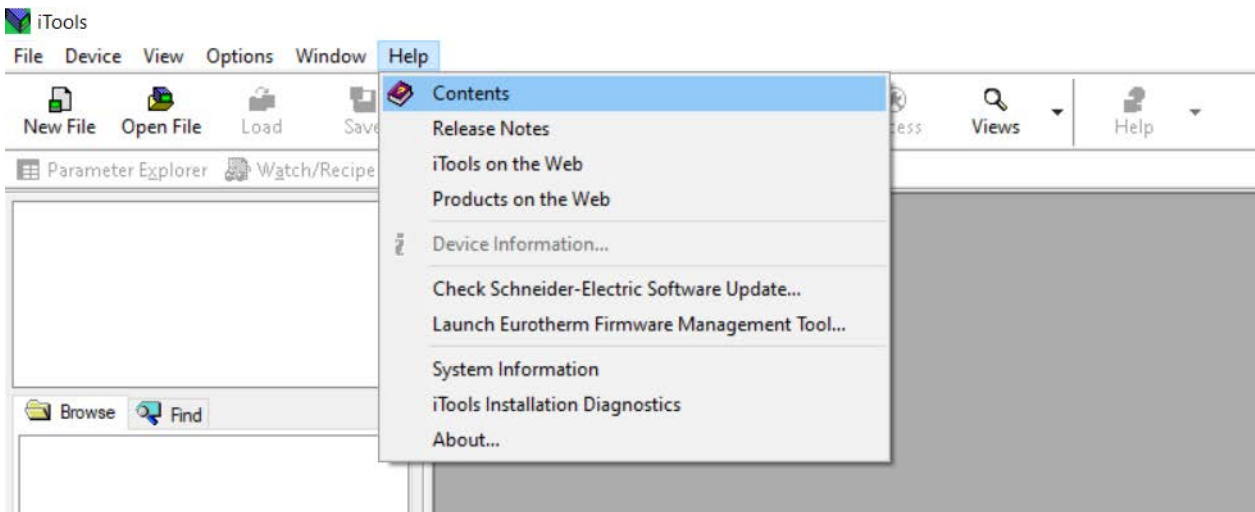 iTools
File Device View Options Window Help
New File Open File Load Save
Views Help
Parameter Explorer Watch/Recipe
Contents
Release Notes
iTools on the Web
Products on the Web
Device Information...
Check Schneider-Electric Software Update...
Launch Eurotherm Firmware Management Tool...
System Information
iTools Installation Diagnostics
About...
Browse Find